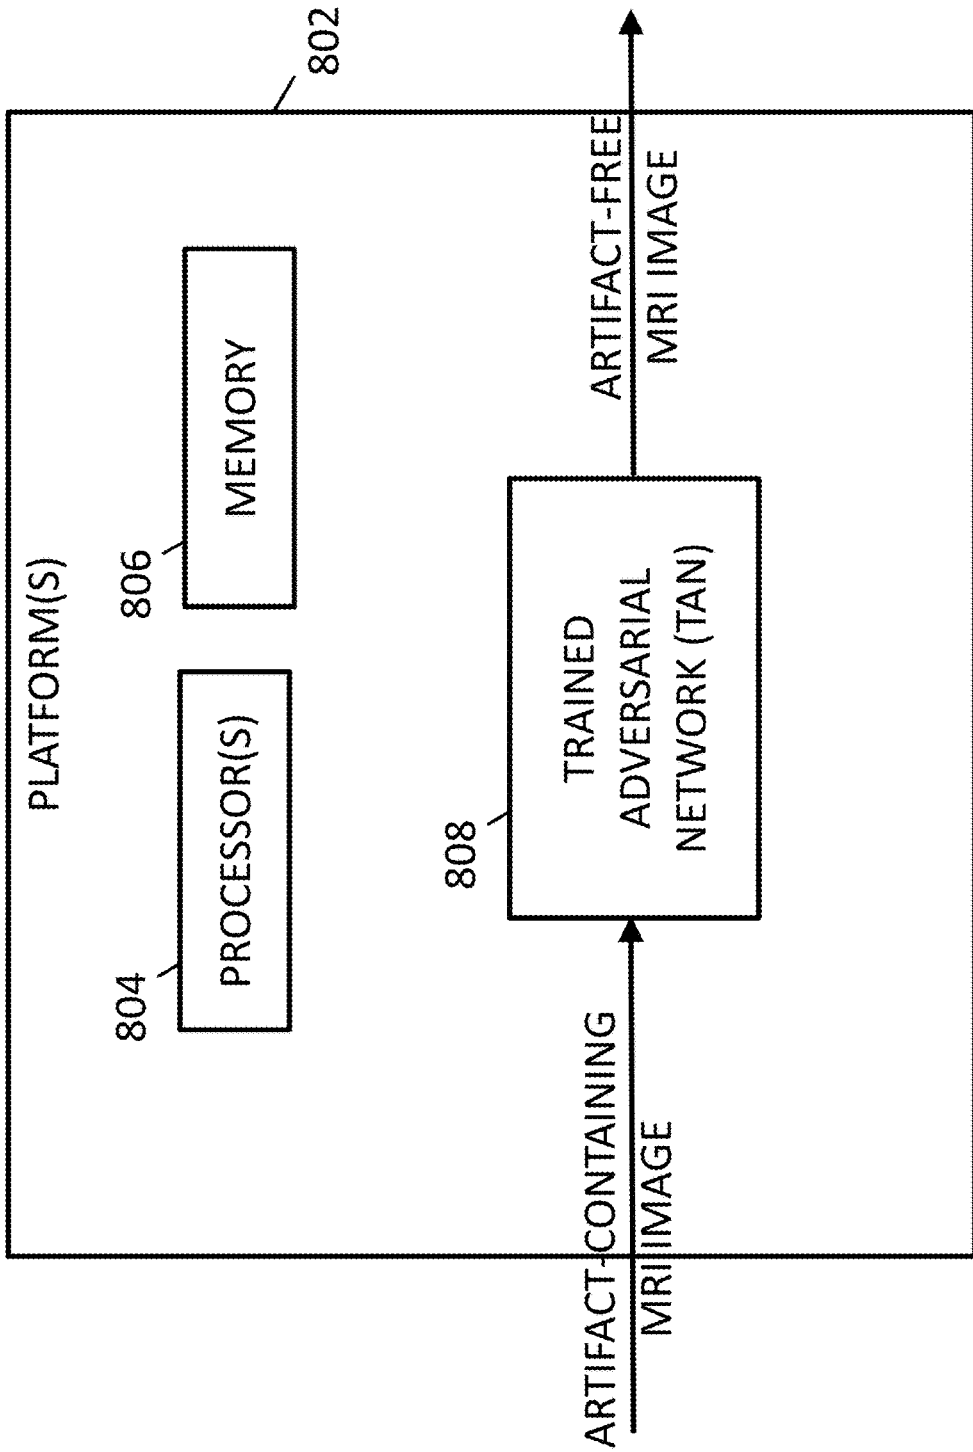 802
PLATFORM(S)
804
PROCESSOR(S)
806
MEMORY
808
TRAINED
ADVERSARIAL
NETWORK (TAN)
ARTIFACT-CONTAINING
MRI IMAGE
ARTIFACT-FREE
MRI IMAGE